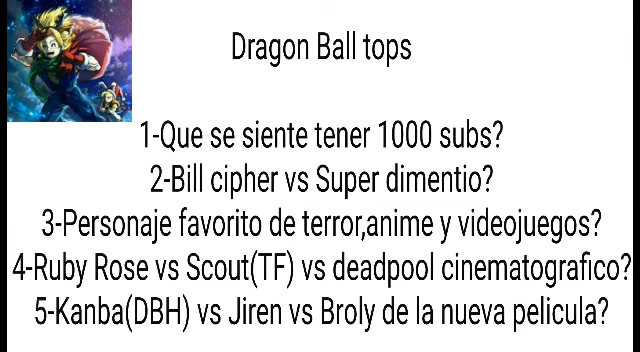 Dragon Ball tops
1-Que se siente tener 1000 subs?
2-Bill cipher vs Super dimentio?
3-Personaje favorito de terror,anime y videojuegos?
4-Ruby Rose vs Scout(TF) vs deadpool cinematografico?
5-Kanba(DBH) vs Jiren vs Broly de la nueva pelicula?